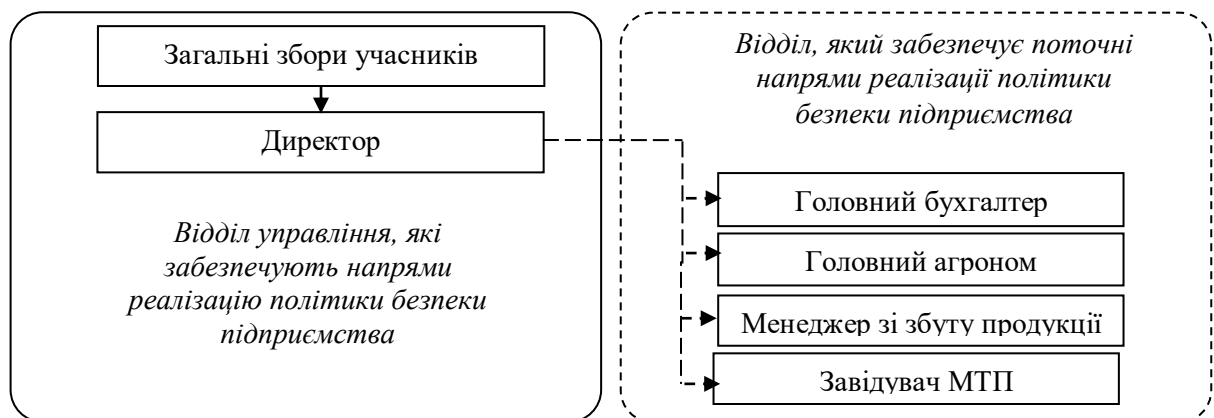 Загальні збори учасників
Директор
Відділ управління, які
забезпечують напрями
реалізацію політики безпеки
підприємства
Відділ, який забезпечує поточні
напрями реалізації політики
безпеки підприємства
Головний бухгалтер
Головний агроном
Менеджер зі збуту продукції
Завідувач МТП